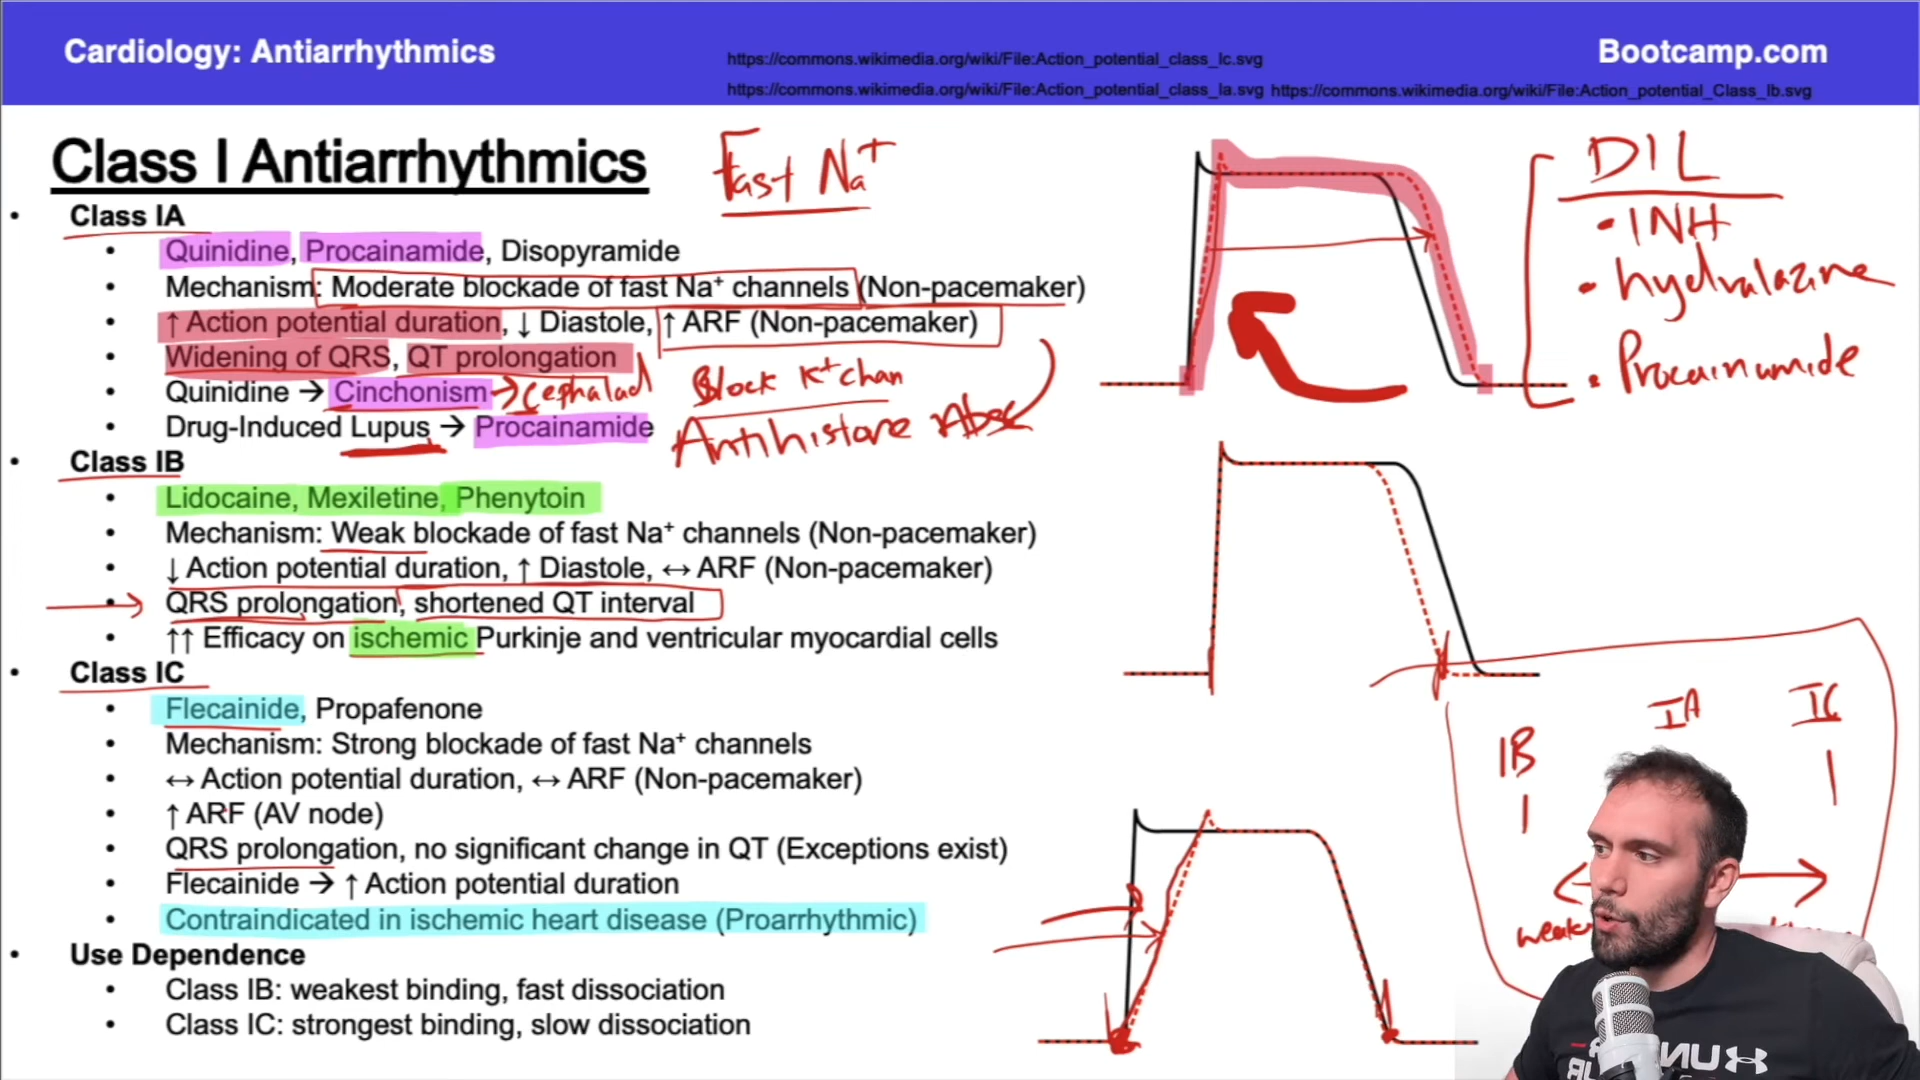 Cardiology: Antiarrhythmics
https://commons.wikimedia.org/wiki/File:Action_potential_class_Ic.svg
https://commons.wikimedia.org/wiki/File:Action_potential_class_Ia.svg https://commons.wikimedia.org/wiki/File:Action_potential_Class_Ib.svg
Bootcamp.com
Class I Antiarrhythmics
Fast Na⁺
• Class IA
• Quinidine, Procainamide, Disopyramide
• Mechanism: Moderate blockade of fast Na⁺ channels (Non-pacemaker)
• ↑ Action potential duration, ↓ Diastole, ↑ ARF (Non-pacemaker)
• Widening of QRS, QT prolongation
• Quinidine → Cinchonism → Cephalad
Block K⁺ chan
• Drug-Induced Lupus → Procainamide
Antihistone Abs
• Class IB
• Lidocaine, Mexiletine, Phenytoin
• Mechanism: Weak blockade of fast Na⁺ channels (Non-pacemaker)
• ↓ Action potential duration, ↑ Diastole, ↔ ARF (Non-pacemaker)
• QRS prolongation, shortened QT interval
• ↑↑ Efficacy on ischemic Purkinje and ventricular myocardial cells
• Class IC
• Flecainide, Propafenone
• Mechanism: Strong blockade of fast Na⁺ channels
• ↔ Action potential duration, ↔ ARF (Non-pacemaker)
• ↑ ARF (AV node)
• QRS prolongation, no significant change in QT (Exceptions exist)
• Flecainide → ↑ Action potential duration
• Contraindicated in ischemic heart disease (Proarrhythmic)
• Use Dependence
• Class IB: weakest binding, fast dissociation
• Class IC: strongest binding, slow dissociation
DIL
• INH
• hydralazine
• Procainamide
IB
IA
IC